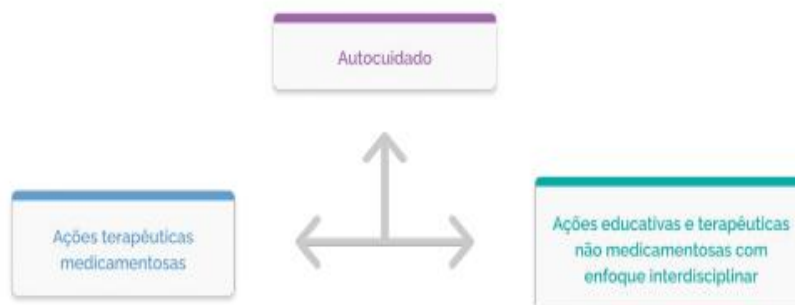 Autocuidado
Ações terapêuticas
medicamentosas
Ações educativas e terapêuticas
não medicamentosas com
enfoque interdisciplinar